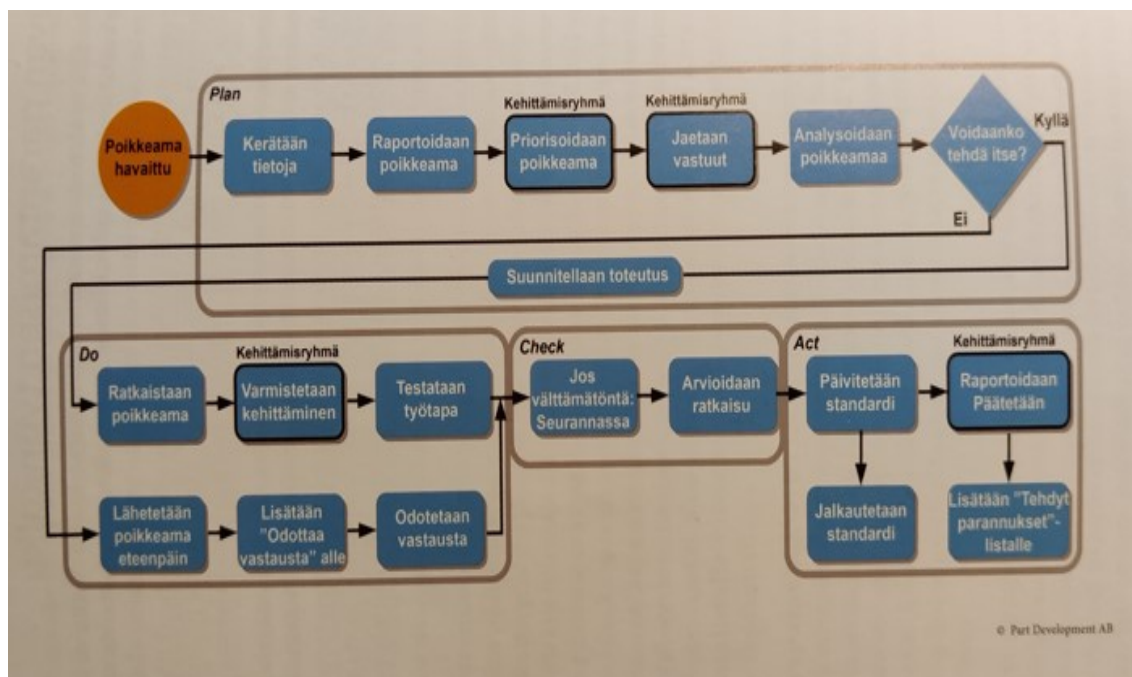 Plan
Poikkeama
havaittu
Kerätään
tietoja
Raportoidaan
poikkeama
Kehittämisryhmä
Priorisoidaan
poikkeama
Kehittämisryhmä
Jaetaan
vastuut
Analysoidaan
poikkeamaa
Voidaanko
tehdä itse?
Kyllä
Ei
Suunnitellaan toteutus
Do
Ratkaistaan
poikkeama
Kehittämisryhmä
Varmistetaan
kehittäminen
Testataan
työtapa
Lähetetään
poikkeama
eteenpäin
Lisätään
"Odottaa
vastausta" alle
Odotetaan
vastausta
Check
Jos
välttämätöntä:
Seurannassa
Arvioidaan
ratkaisu
Act
Päivitetään
standardi
Kehittämisryhmä
Raportoidaan
Päätetään
Jalkautetaan
standardi
Lisätään "Tehdyt
parannukset"-
listalle
© Part Development AB